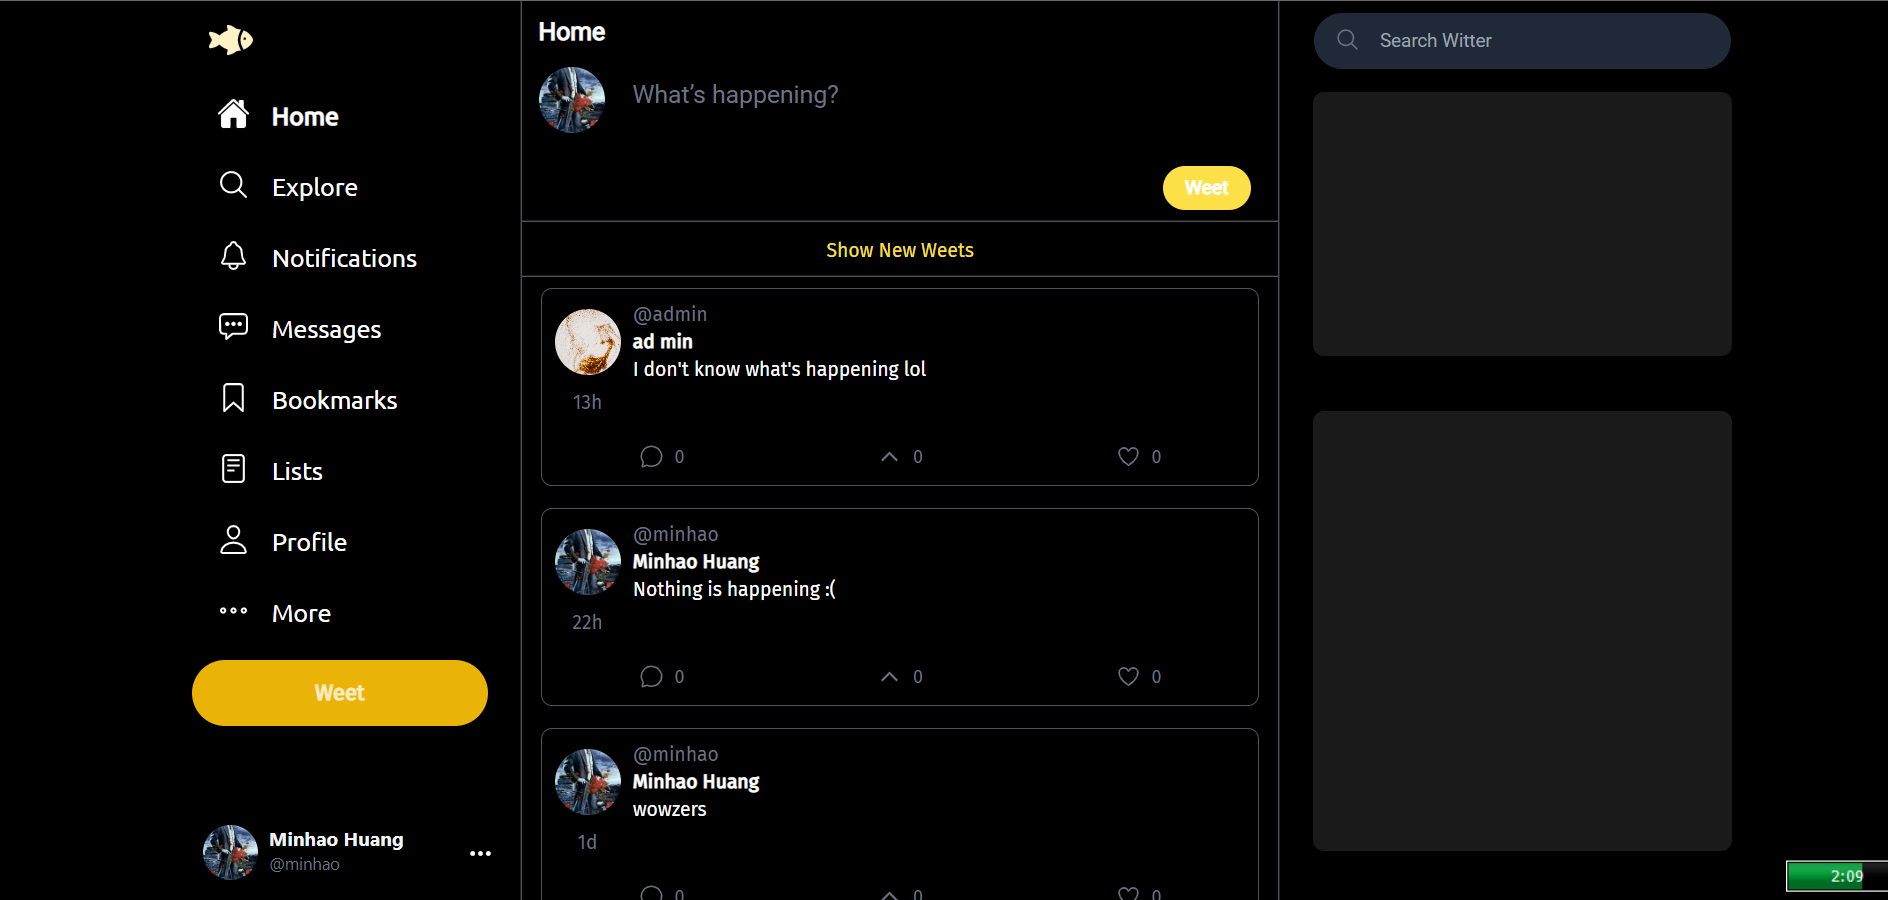 Home
Explore
Notifications
Messages
Bookmarks
Lists
Profile
More
Weet
Minhao Huang
@minhao
Home
What’s happening?
Weet
Show New Weets
@admin
ad min
I don't know what's happening lol
13h
0 0 0
@minhao
Minhao Huang
Nothing is happening :(
22h
0 0 0
@minhao
Minhao Huang
wowzers
1d
0 0 0
Search Witter
2:09